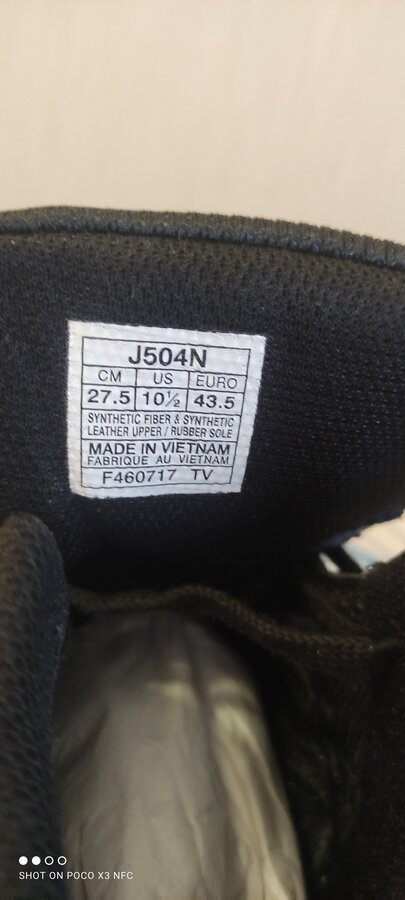 J504N
CM US EURO
27.5 10½ 43.5
SYNTHETIC FIBER & SYNTHETIC
LEATHER UPPER / RUBBER SOLE
MADE IN VIETNAM
FABRIQUE AU VIETNAM
F460717 TV
SHOT ON POCO X3 NFC